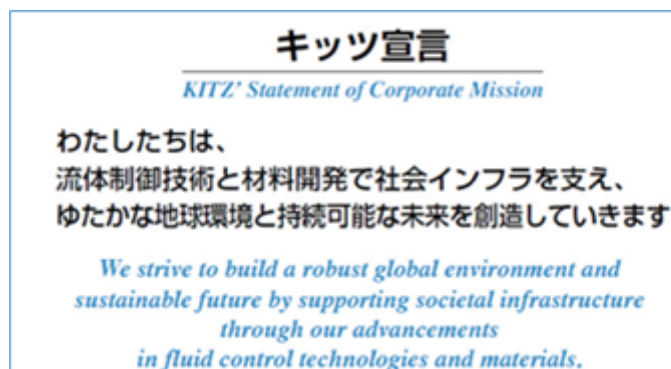 キッツ宣言
KITZ' Statement of Corporate Mission
わたしたちは、
流体制御技術と材料開発で社会インフラを支え、
ゆたかな地球環境と持続可能な未来を創造していきます
We strive to build a robust global environment and
sustainable future by supporting societal infrastructure
through our advancements
in fluid control technologies and materials.